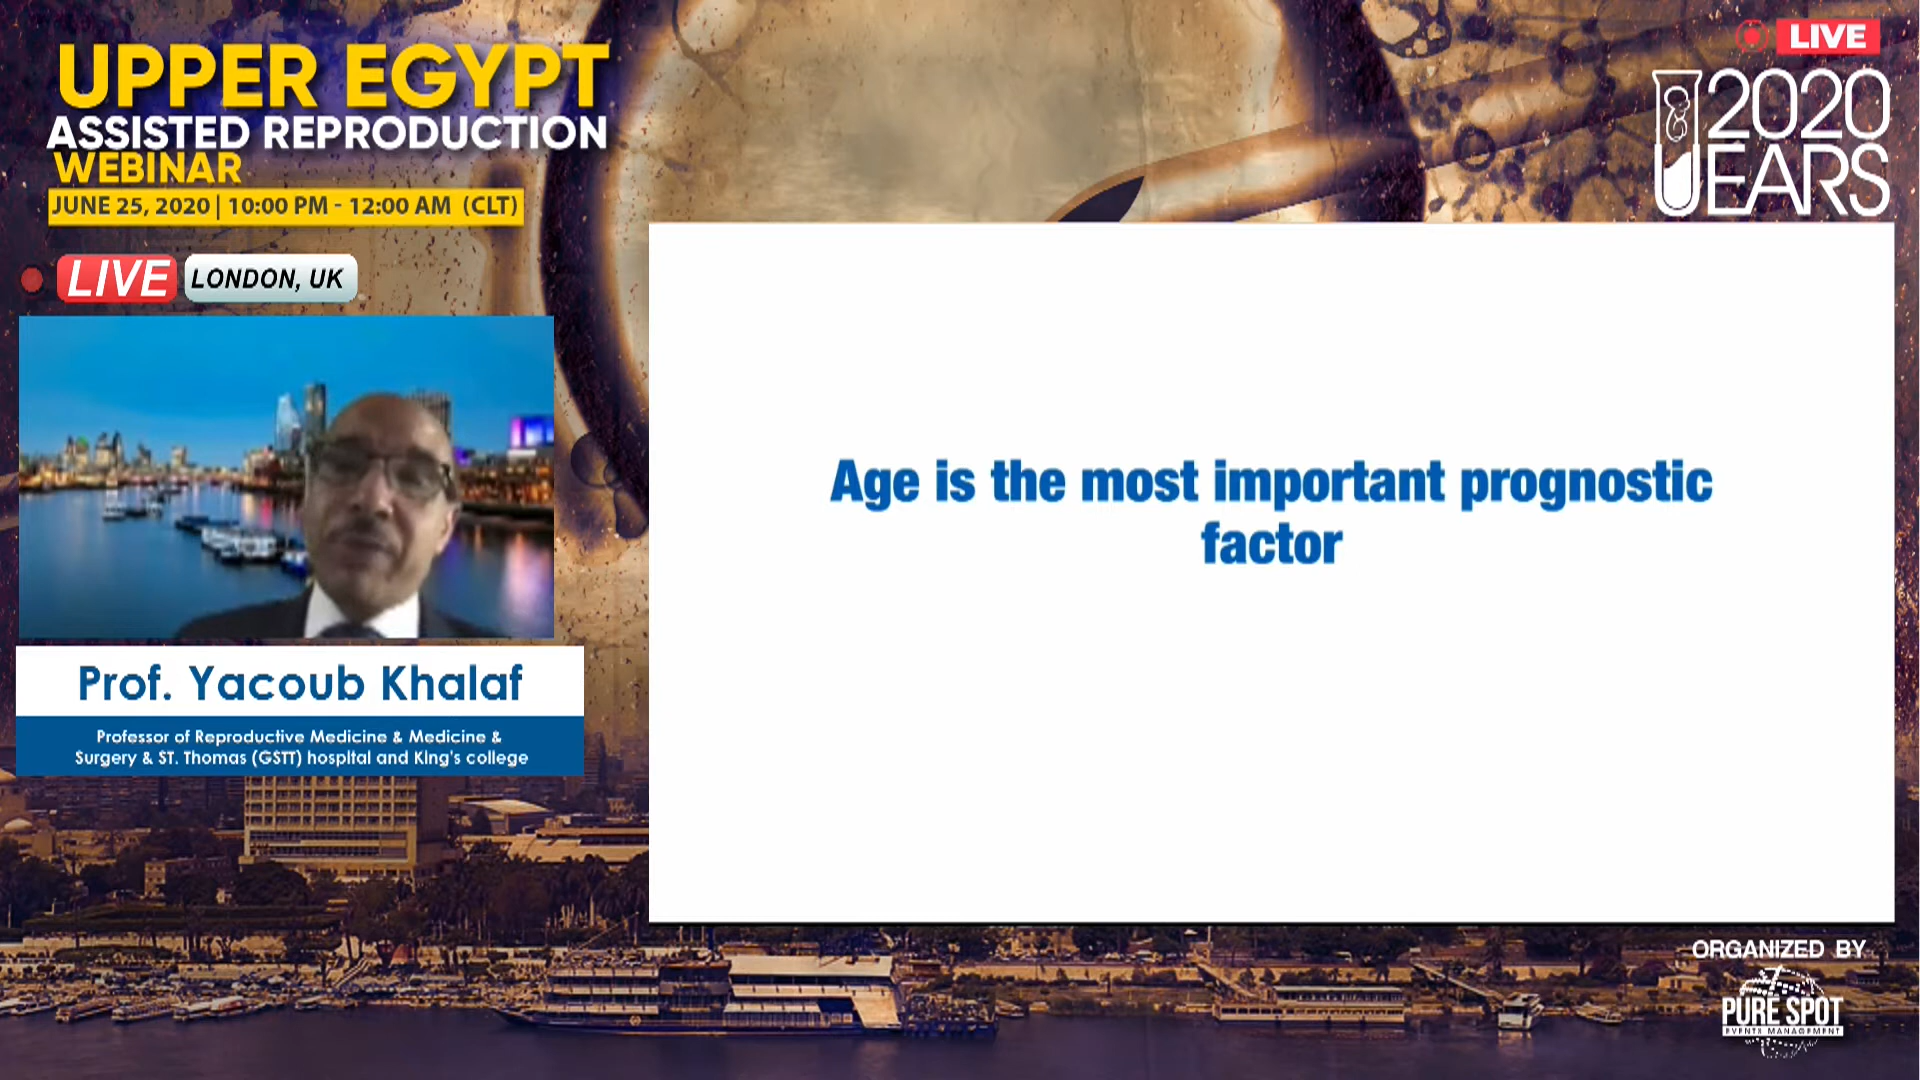 UPPER EGYPT
ASSISTED REPRODUCTION
WEBINAR
JUNE 25, 2020 | 10:00 PM - 12:00 AM (CLT)
LIVE
2020
UEARS
LIVE LONDON, UK
Age is the most important prognostic
factor
Prof. Yacoub Khalaf
Professor of Reproductive Medicine & Medicine &
Surgery & ST. Thomas (GSTT) hospital and King's college
ORGANIZED BY
PURE SPOT
EVENTS MANAGEMENT